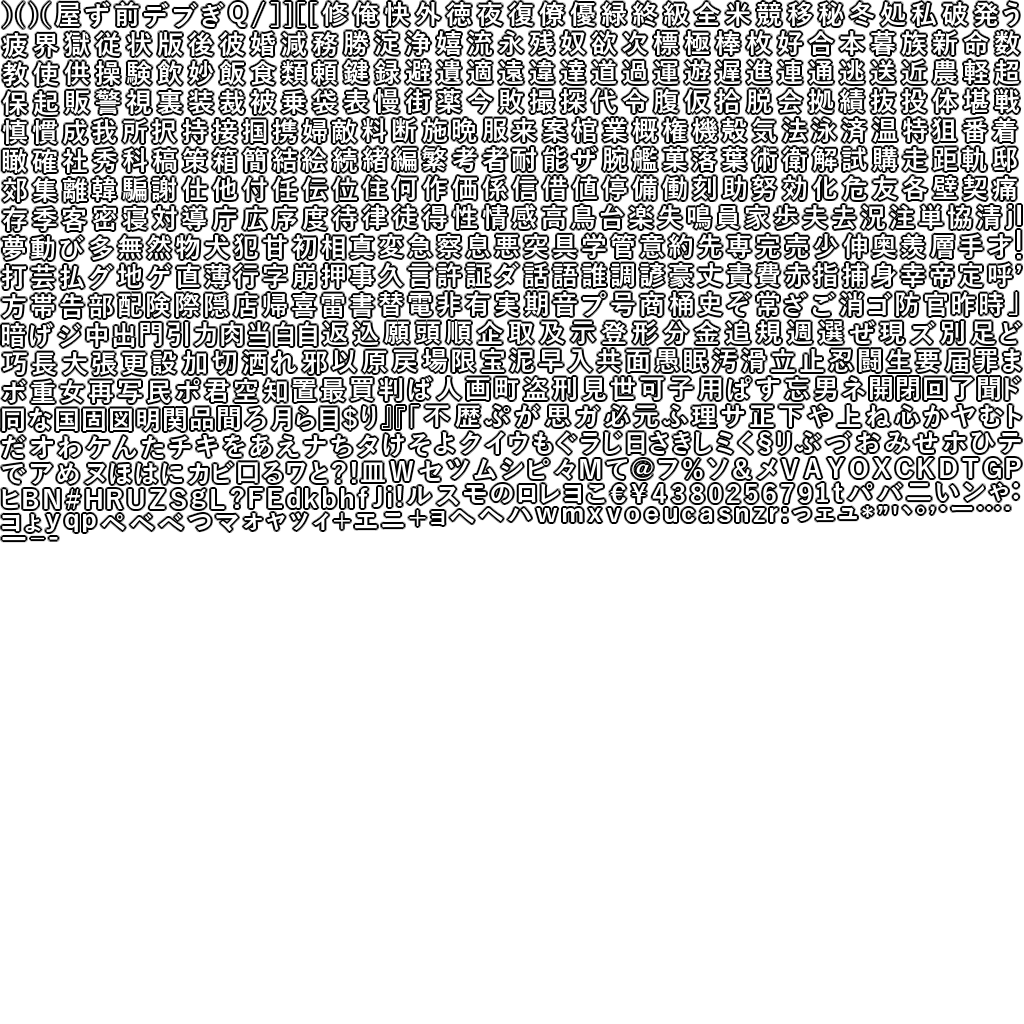 )()(屋ず前デブぎQ/]][[修俺快外徳夜復僚優緑終級全米競移秘冬処私破発う
疲界獄従状版後彼婚減務勝淀浄嬉流永残奴欲次標極棒枚好合本暮族新命数
教使供操験飲妙飯食類頼鍵録避遺適遠違達道過運遊遅進連通逃送近農軽超
保起販警視裏装裁被乗袋表慢街薬今敗撮探代令腹仮拾脱会拠績抜投体堪戦
慎慣成我所択持接掴携婦敵料断施晩服来案棺業概権機殻気法泳済温特狙番着
瞰確社秀科稿策箱簡結絵続緒編繁考者耐能ザ腕艦菓落葉術衛解試購走距軌邸
郊集離韓騙謝仕他付任伝位住何作価係信借値停備働刻助努効化危友各壁契痛
存季客密寝対導庁広序度待律徒得性情感高鳥台楽失鳴員家歩夫去況注単協清j|
夢動び多無然物犬犯甘初相真変急察息悪突具学管意約先専完売少伸奥羨層手才!
打芸払グ地ゲ直薄行字崩押事久言許証ダ話語誰調諺豪丈貴費赤指捕身幸帝定呼'
方帯告部配険際隠店帰喜雷書替電非有実期音プ号商桶史ぞ常ざご消ゴ防官昨時」
暗げジ中出門引力肉当白自返込願頭順企取及示登形分金追規週選ぜ現ズ別足ど
巧長大張更設加切洒れ邪以原戻場限宝泥早入共面愚眠汚滑立止忍闘生要届罪ま
ボ重女再写民ポ君空知置最買判ば人画町盗刑見世可子用ぱす忘男ネ開閉回了聞ド
同な国固図明関品間ろ月ら目$り』『「不歴ぷが思ガ必元ふ理サ正下や上ね心かヤむト
だオわケんたチキをあえナちタけそよクイウもぐラじ日さきしミく§リぶづおみせホひテ
でアめヌほはにカビ口るワと?!皿WセツムシピをMて@フ%ソ&メVAYOXCKDTGP
ヒBN#HRUZSgL?FEdkbhfJi!ルスモのロレヨこ€¥4380256791tパバニいンゃ:
コょyqpペベべつマォャッィ+エニ+ョヘへハwmxvoeucasnzr:っェュ*"'ヽ°,・ー…・